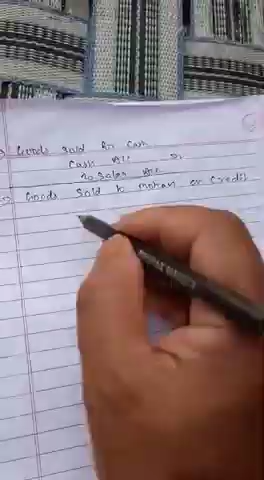 Goods Sold for Cash
Cash A/c Dr
To Sales A/c
Goods Sold to mohan on Credit